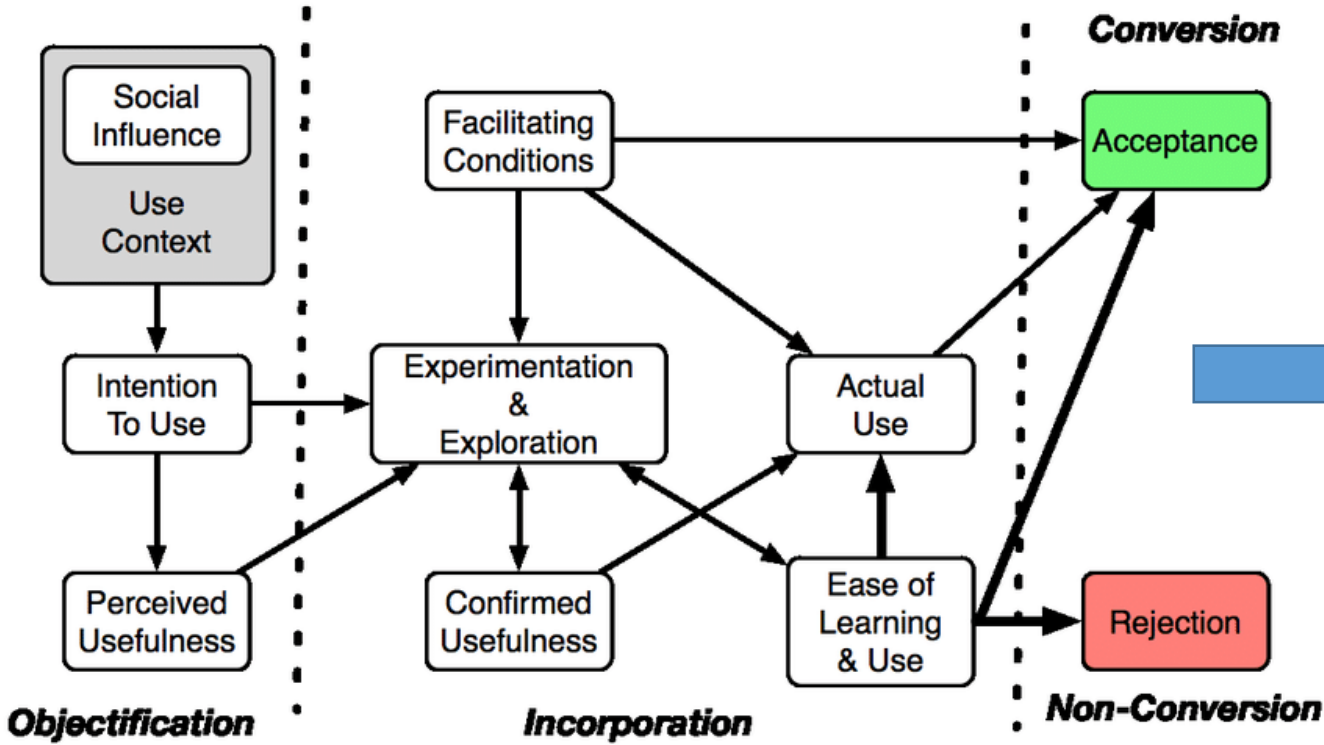 Conversion
Social
Influence
Use
Context
Facilitating
Conditions
Acceptance
Intention
To Use
Experimentation
&
Exploration
Actual
Use
Perceived
Usefulness
Confirmed
Usefulness
Ease of
Learning
& Use
Rejection
Objectification
Incorporation
Non-Conversion